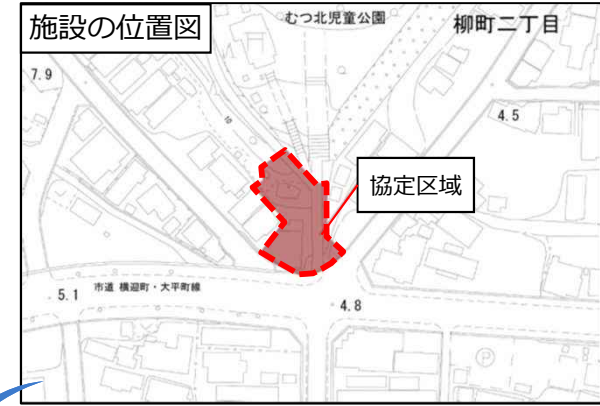 施設の位置図
むつ北児童公園
柳町二丁目
7.9
10
4.5
協定区域
5.1
市道 横迎町・大平町線
4.8
P